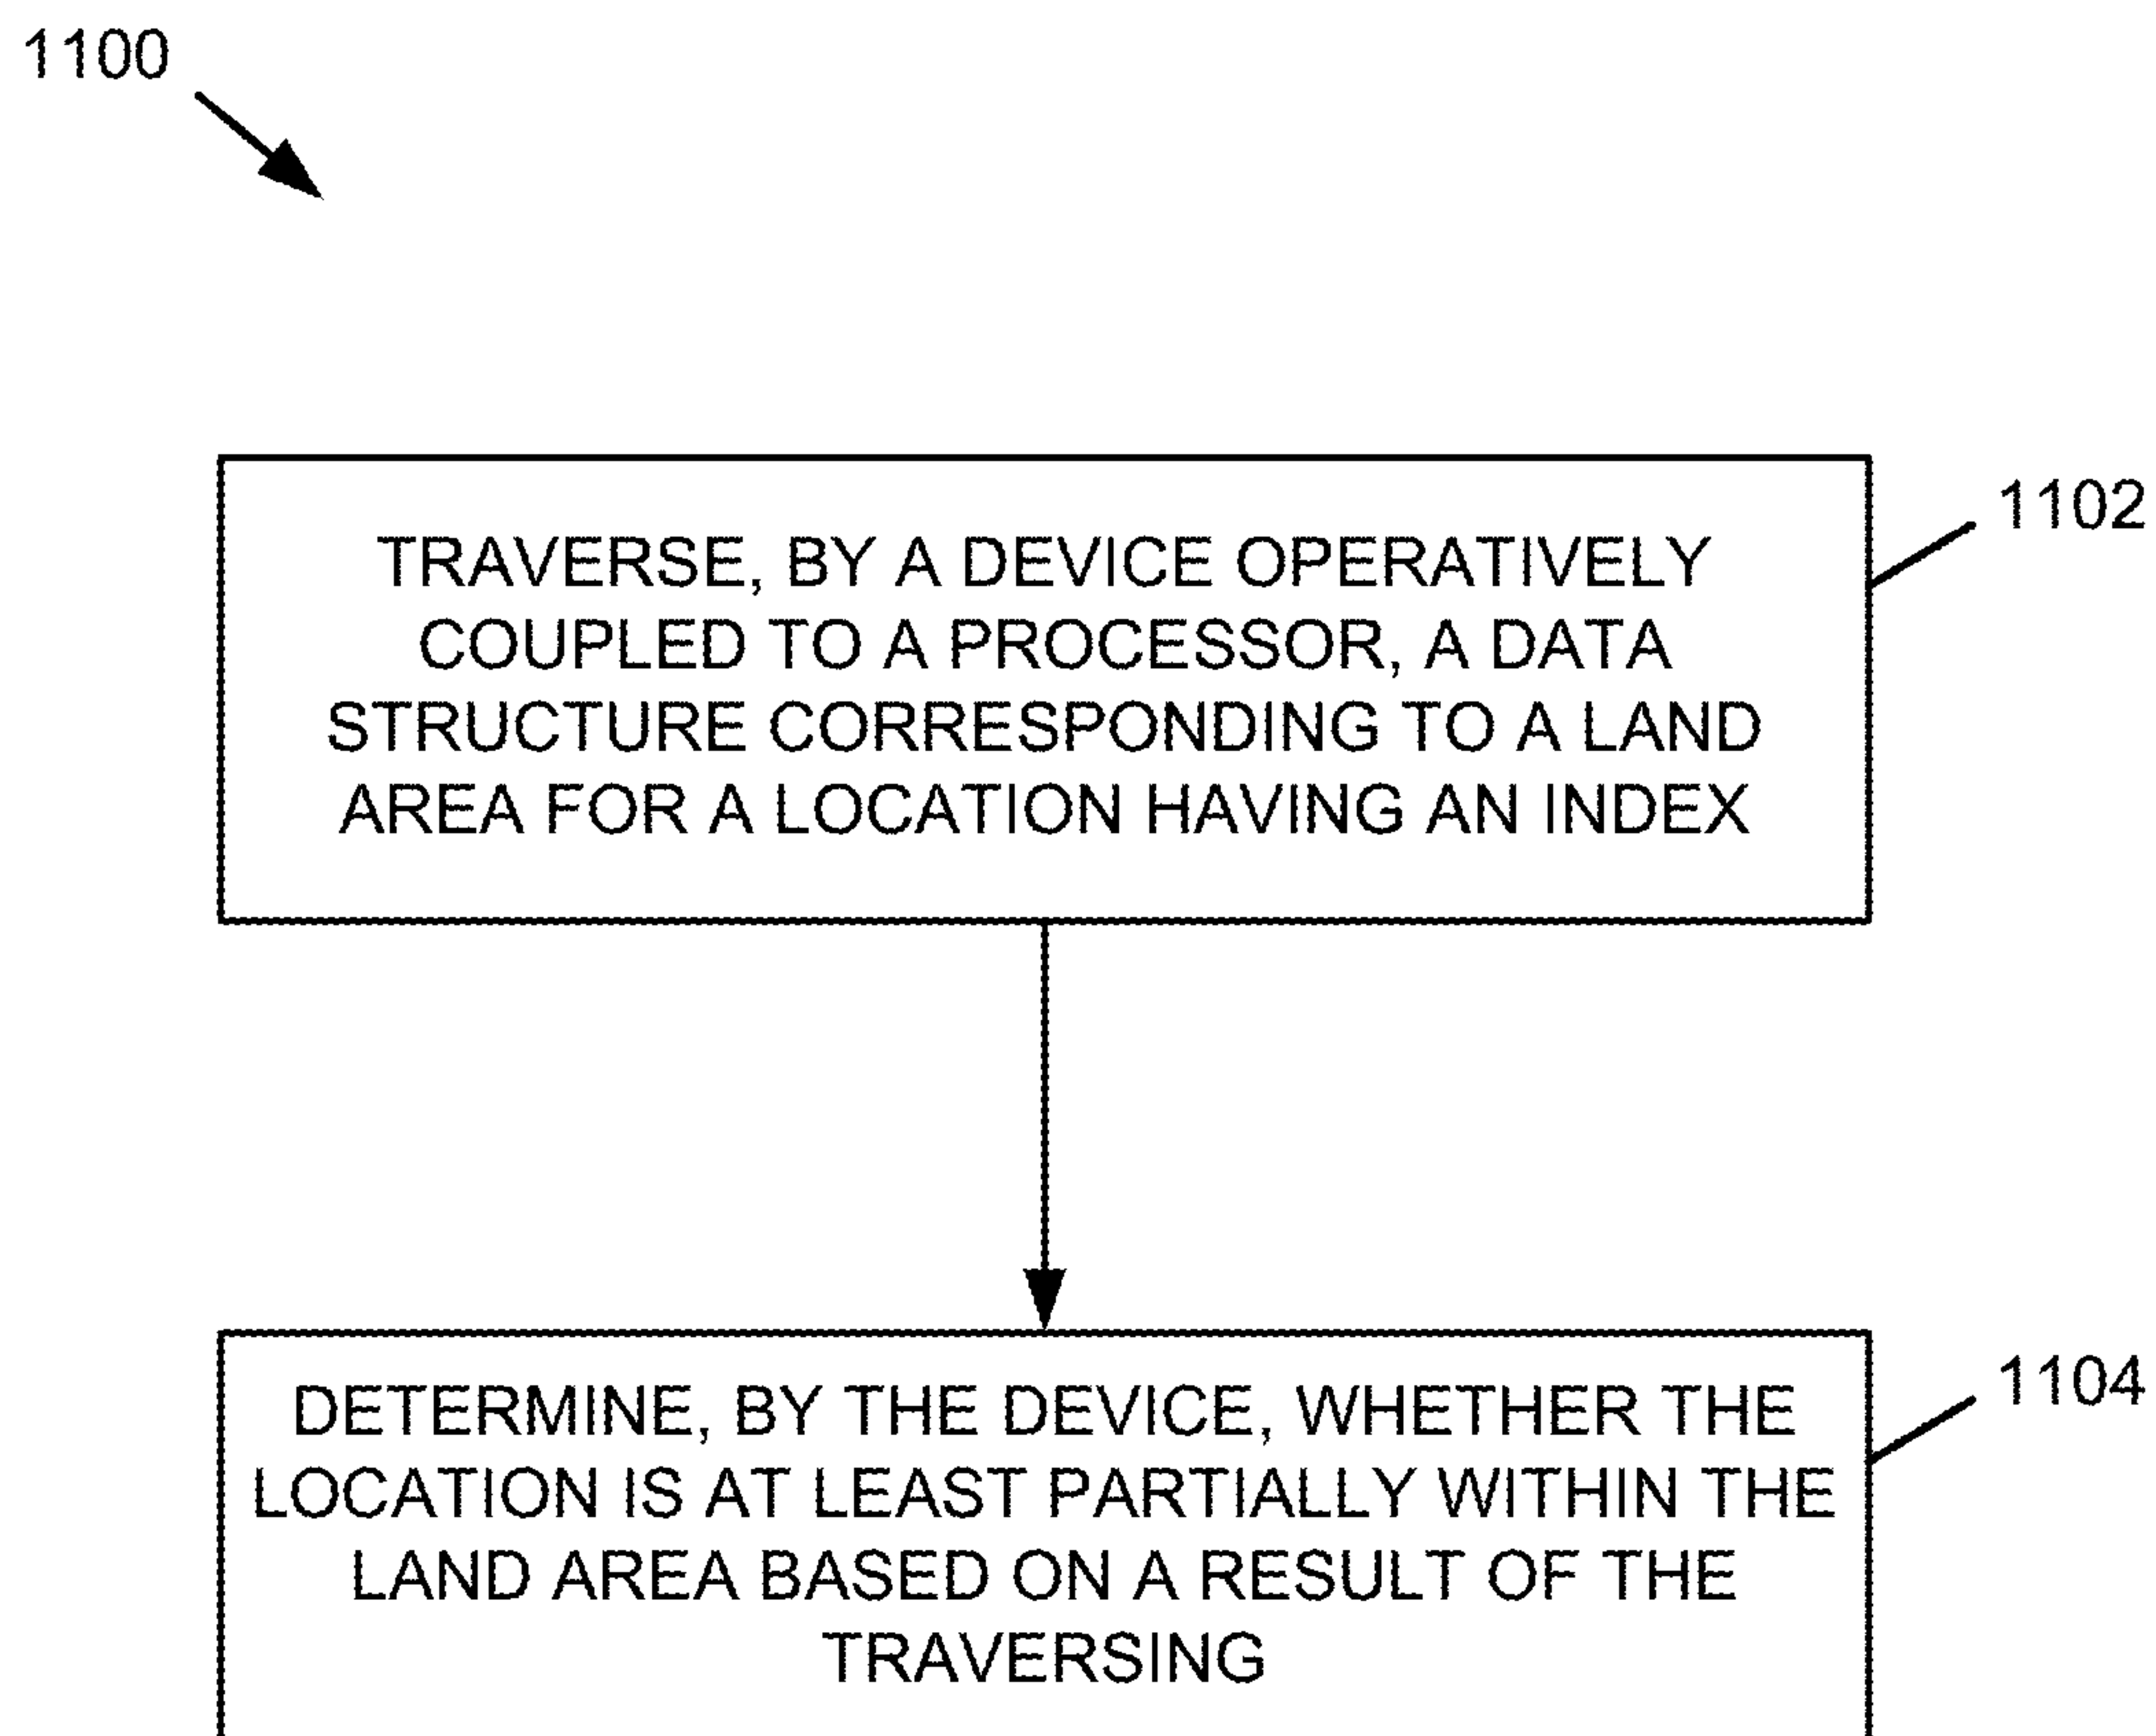 1100
TRAVERSE, BY A DEVICE OPERATIVELY
COUPLED TO A PROCESSOR, A DATA
STRUCTURE CORRESPONDING TO A LAND
AREA FOR A LOCATION HAVING AN INDEX
1102
DETERMINE, BY THE DEVICE, WHETHER THE
LOCATION IS AT LEAST PARTIALLY WITHIN THE
LAND AREA BASED ON A RESULT OF THE
TRAVERSING
1104